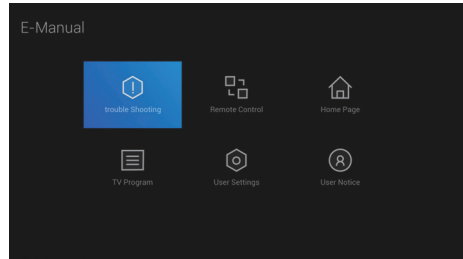 E-Manual
trouble Shooting
Remote Control
Home Page
TV Program
User Settings
User Notice